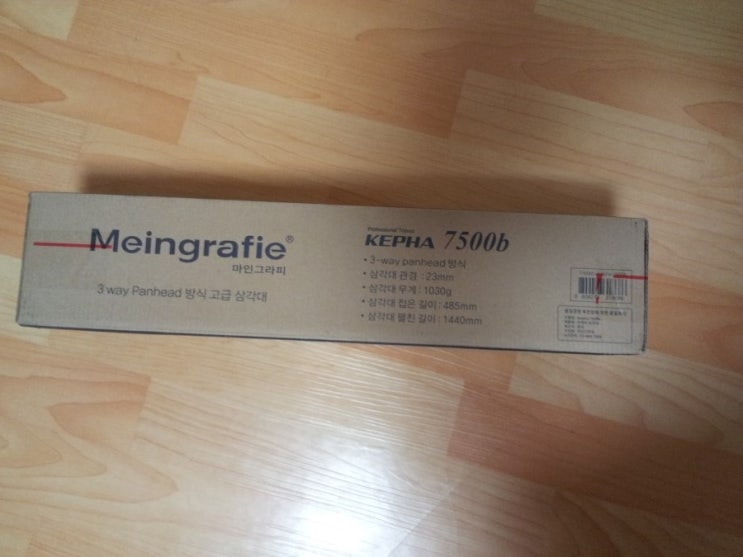 Meingrafie®
마인그라피
3 way Panhead 방식 고급 삼각대
Professional Tripod
KEPHA 7500b
• 3-way panhead 방식
• 삼각대 관경 : 23mm
• 삼각대 무게 : 1030g
• 삼각대 접은 길이 : 485mm
• 삼각대 펼친 길이 : 1440mm